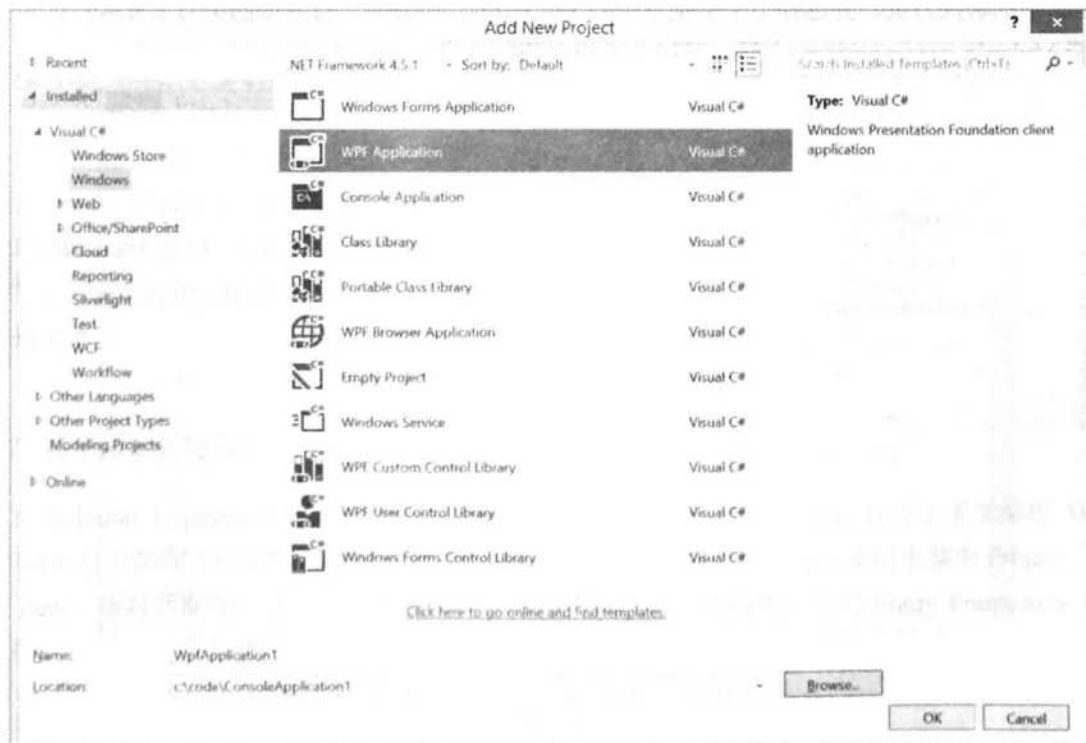 Add New Project
?
Recent
.NET Framework 4.5.1
Sort by: Default
Search Installed Templates (Ctrl+E)
Installed
Visual C#
Windows Store
Windows
Web
Office/SharePoint
Cloud
Reporting
Silverlight
Test
WCF
Workflow
Other Languages
Other Project Types
Modeling Projects
Online
Windows Forms Application Visual C#
WPF Application Visual C#
Console Application Visual C#
Class Library Visual C#
Portable Class Library Visual C#
WPF Browser Application Visual C#
Empty Project Visual C#
Windows Service Visual C#
WPF Custom Control Library Visual C#
WPF User Control Library Visual C#
Windows Forms Control Library Visual C#
Click here to go online and find templates.
Type: Visual C#
Windows Presentation Foundation client
application
Name: WpfApplication1
Location: c:\code\ConsoleApplication1
Browse...
OK Cancel